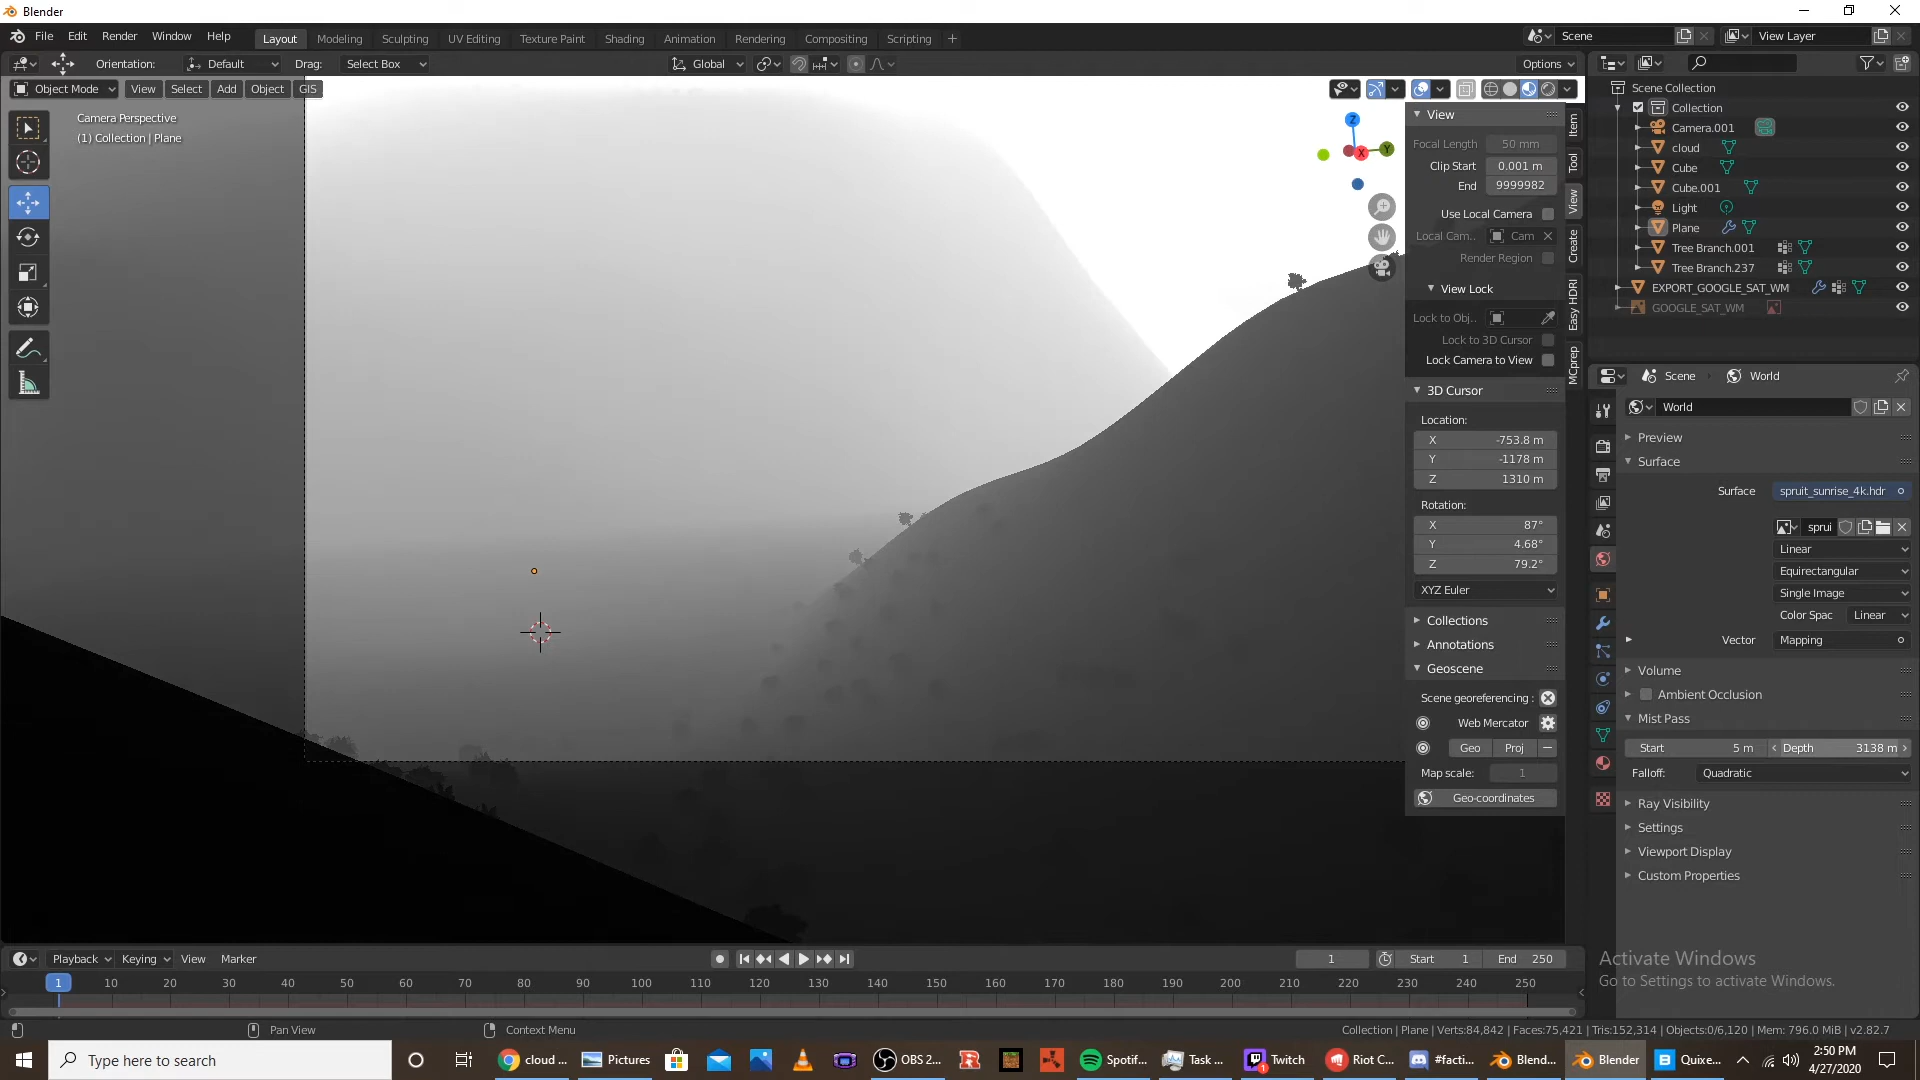 Blender
File Edit Render Window Help Layout Modeling Sculpting UV Editing Texture Paint Shading Animation Rendering Compositing Scripting + Scene View Layer
Orientation: Default Drag: Select Box Global Options
Object Mode View Select Add Object GIS
Camera Perspective
(1) Collection | Plane
Z
Y
X
View
Focal Length 50 mm
Clip Start 0.001 m
End 9999982
Use Local Camera
Local Cam.. Cam
Render Region
View Lock
Lock to Obj..
Lock to 3D Cursor
Lock Camera to View
3D Cursor
Location:
X -753.8 m
Y -1178 m
Z 1310 m
Rotation:
X 87°
Y 4.68°
Z 79.2°
XYZ Euler
Collections
Annotations
Geoscene
Scene georeferencing :
Web Mercator
Geo Proj
Map scale: 1
Geo-coordinates
Item
Tool
View
Create
Easy HDRI
MCprep
Scene Collection
Collection
Camera.001
cloud
Cube
Cube.001
Light
Plane
Tree Branch.001
Tree Branch.237
EXPORT_GOOGLE_SAT_WM
GOOGLE_SAT_WM
Scene World
World
Preview
Surface
Surface spruit_sunrise_4k.hdr
sprui
Linear
Equirectangular
Single Image
Color Spac Linear
Vector Mapping
Volume
Ambient Occlusion
Mist Pass
Start 5 m Depth 3138 m
Falloff: Quadratic
Ray Visibility
Settings
Viewport Display
Custom Properties
Activate Windows
Go to Settings to activate Windows.
Playback Keying View Marker 1 Start 1 End 250
1 10 20 30 40 50 60 70 80 90 100 110 120 130 140 150 160 170 180 190 200 210 220 230 240 250
Pan View Context Menu Collection | Plane | Verts:84,842 | Faces:75,421 | Tris:152,314 | Objects:0/6,120 | Mem: 796.0 MiB | v2.82.7
Type here to search cloud ... Pictures OBS 2... Spotif... Task ... Twitch Riot C... #facti... Blend... Blender Quixe...
2:50 PM
4/27/2020